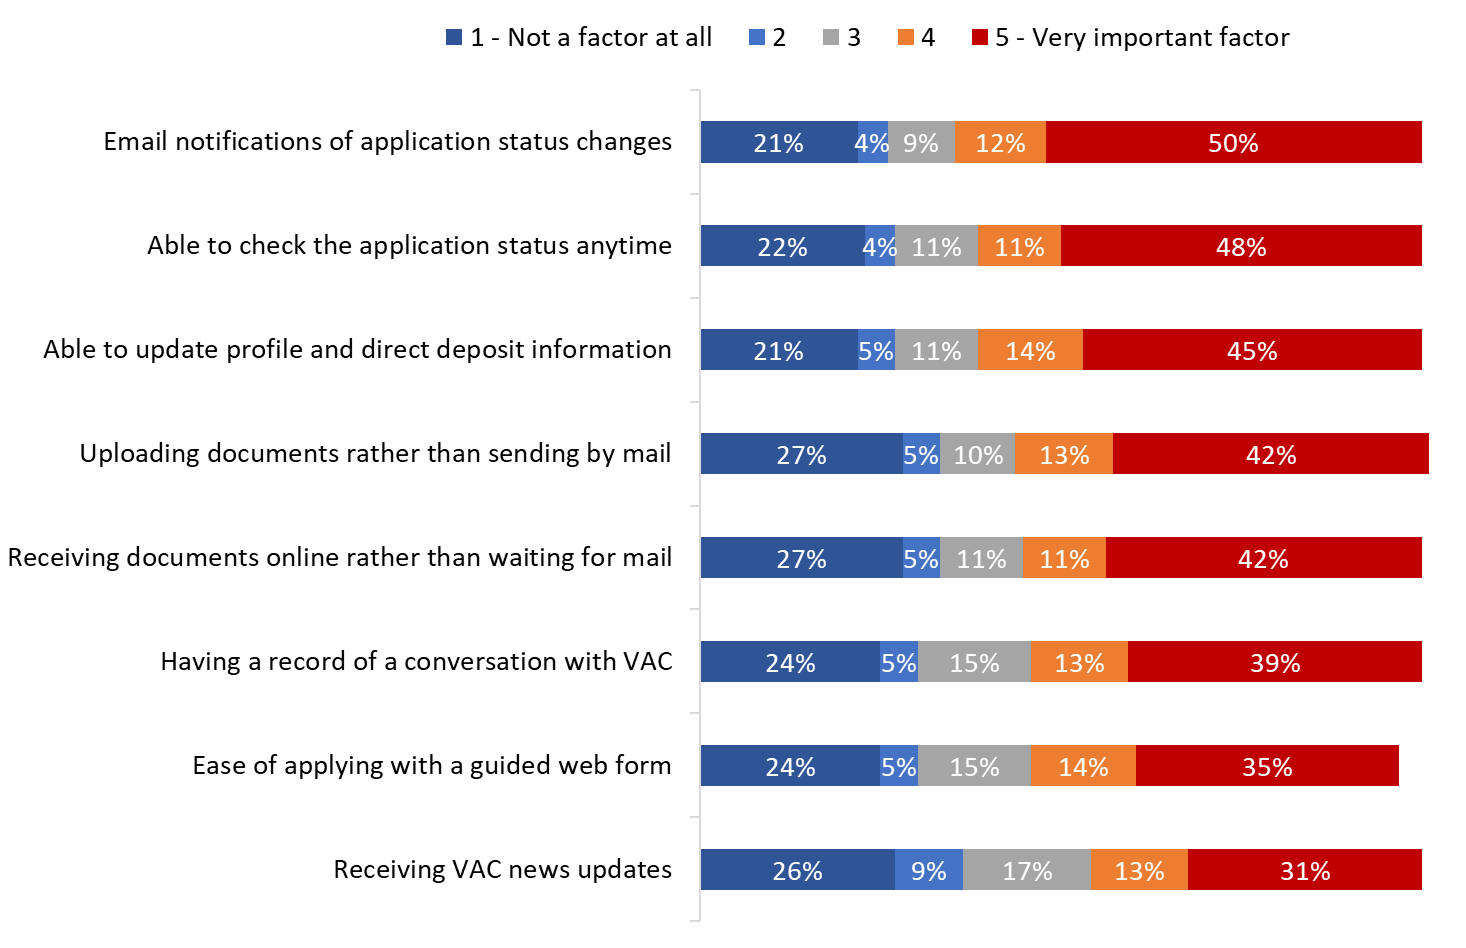 1 - Not a factor at all 2 3 4 5 - Very important factor
Email notifications of application status changes 21% 4% 9% 12% 50%
Able to check the application status anytime 22% 4% 11% 11% 48%
Able to update profile and direct deposit information 21% 5% 11% 14% 45%
Uploading documents rather than sending by mail 27% 5% 10% 13% 42%
Receiving documents online rather than waiting for mail 27% 5% 11% 11% 42%
Having a record of a conversation with VAC 24% 5% 15% 13% 39%
Ease of applying with a guided web form 24% 5% 15% 14% 35%
Receiving VAC news updates 26% 9% 17% 13% 31%